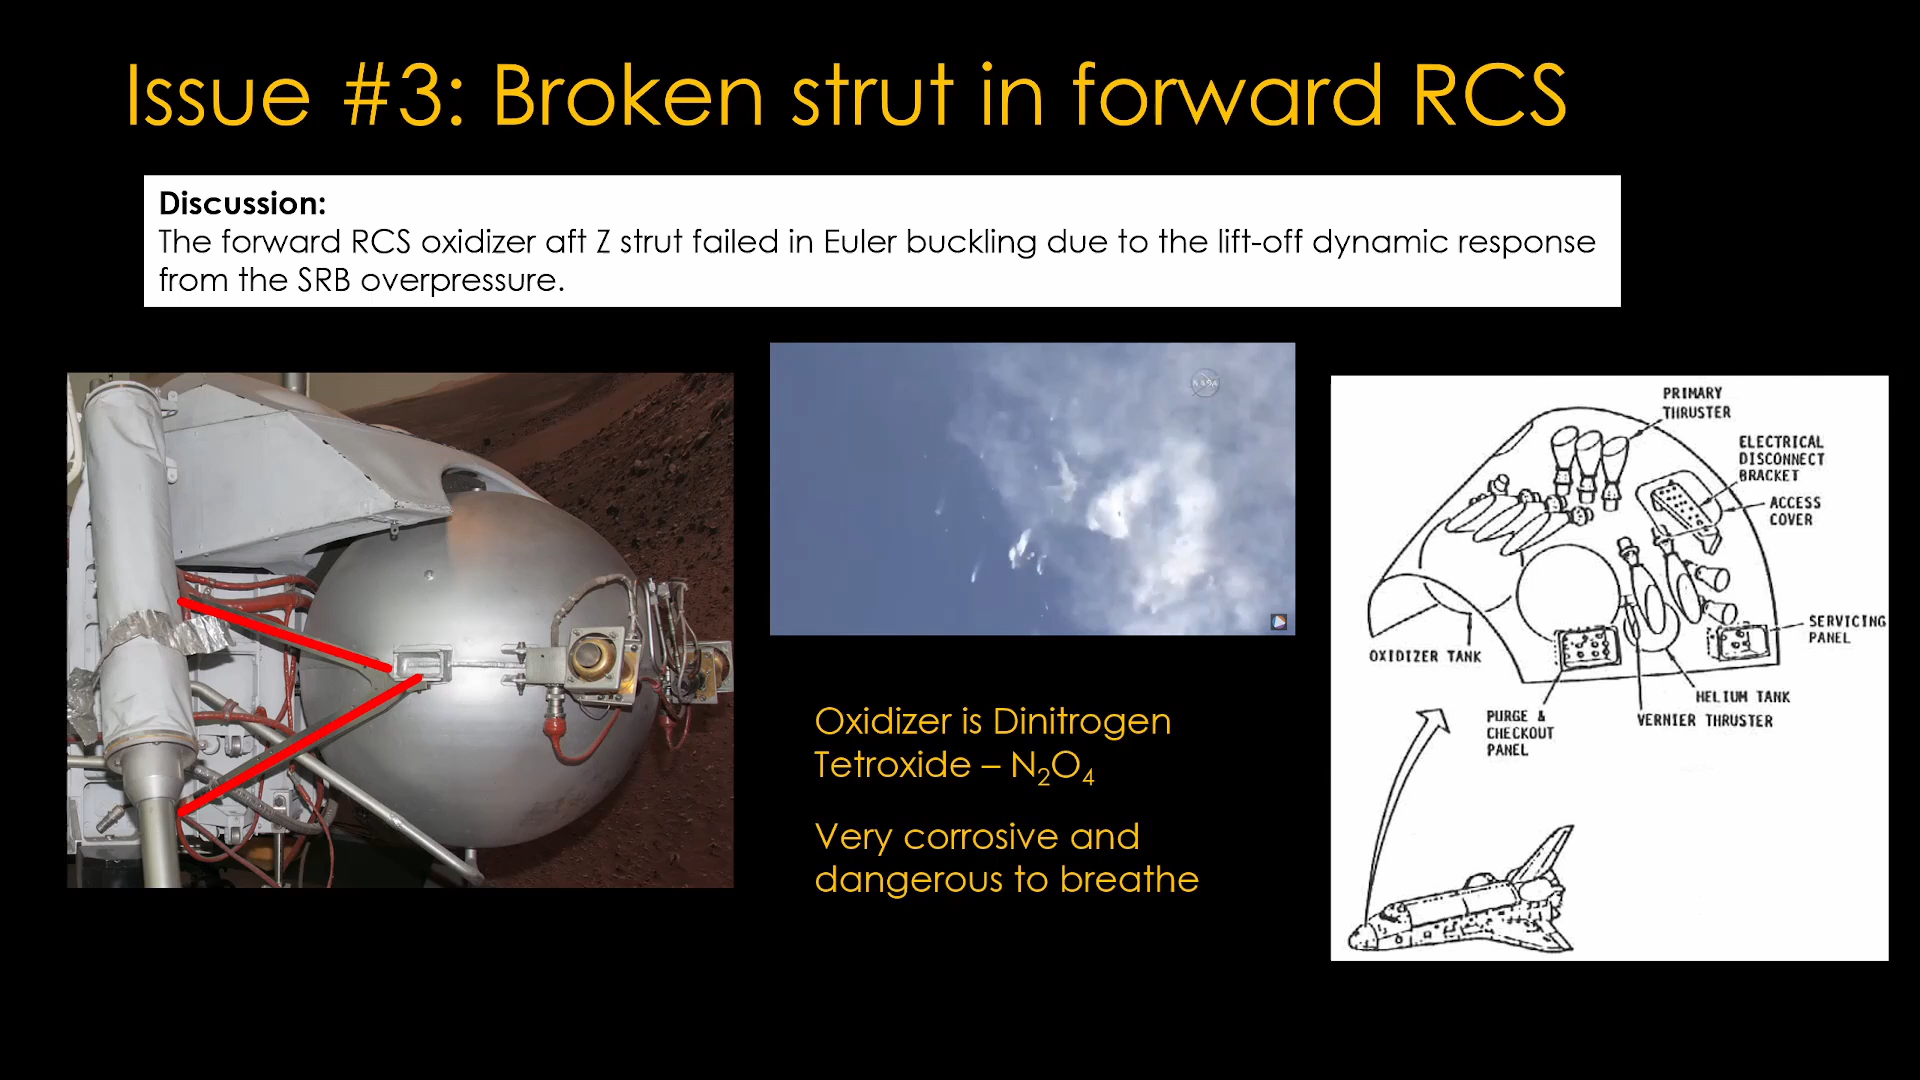 Issue #3: Broken strut in forward RCS
Discussion:
The forward RCS oxidizer aft Z strut failed in Euler buckling due to the lift-off dynamic response
from the SRB overpressure.
NASA
Oxidizer is Dinitrogen
Tetroxide – N₂O₄
Very corrosive and
dangerous to breathe
PRIMARY
THRUSTER
ELECTRICAL
DISCONNECT
BRACKET
ACCESS
COVER
SERVICING
PANEL
OXIDIZER TANK
HELIUM TANK
VERNIER THRUSTER
PURGE &
CHECKOUT
PANEL